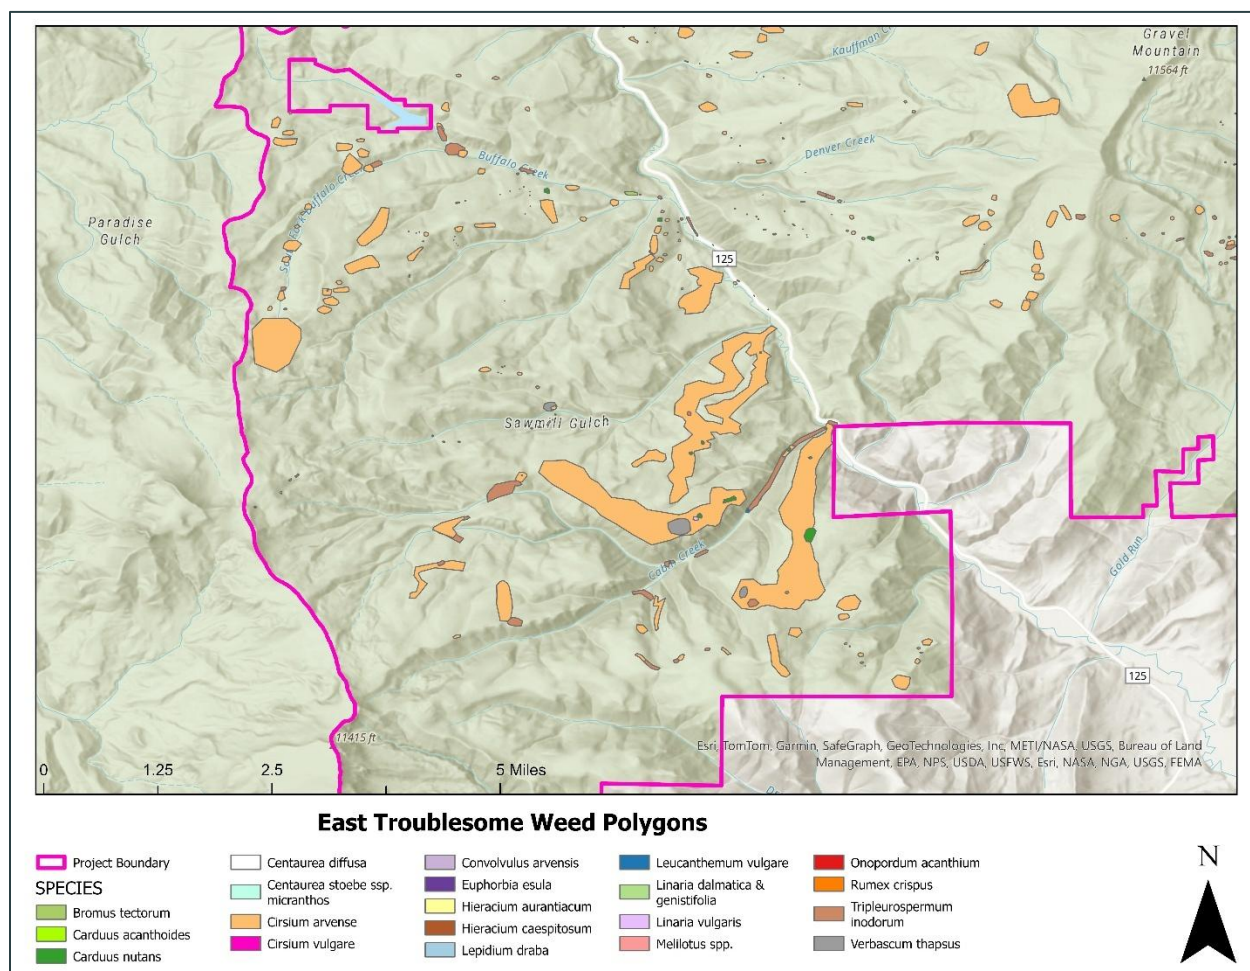 Kauffman C
Gravel
Mountain
11564 ft
Denver Creek
Buffalo Creek
Buffalo Creek
Paradise
Gulch
125
Sawmill Gulch
Cabin Creek
Gold Run
125
11415 ft
Esri, TomTom, Garmin, SafeGraph, GeoTechnologies, Inc, METI/NASA, USGS, Bureau of Land
Management, EPA, NPS, USDA, USFWS, Esri, NASA, NGA, USGS, FEMA
0 1.25 2.5 5 Miles
East Troublesome Weed Polygons
Project Boundary
SPECIES
Bromus tectorum
Carduus acanthoides
Carduus nutans
Centaurea diffusa
Centaurea stoebe ssp.
micranthos
Cirsium arvense
Cirsium vulgare
Convolvulus arvensis
Euphorbia esula
Hieracium aurantiacum
Hieracium caespitosum
Lepidium draba
Leucanthemum vulgare
Linaria dalmatica &
genistifolia
Linaria vulgaris
Melilotus spp.
Onopordum acanthium
Rumex crispus
Tripleurospermum
inodorum
Verbascum thapsus
N